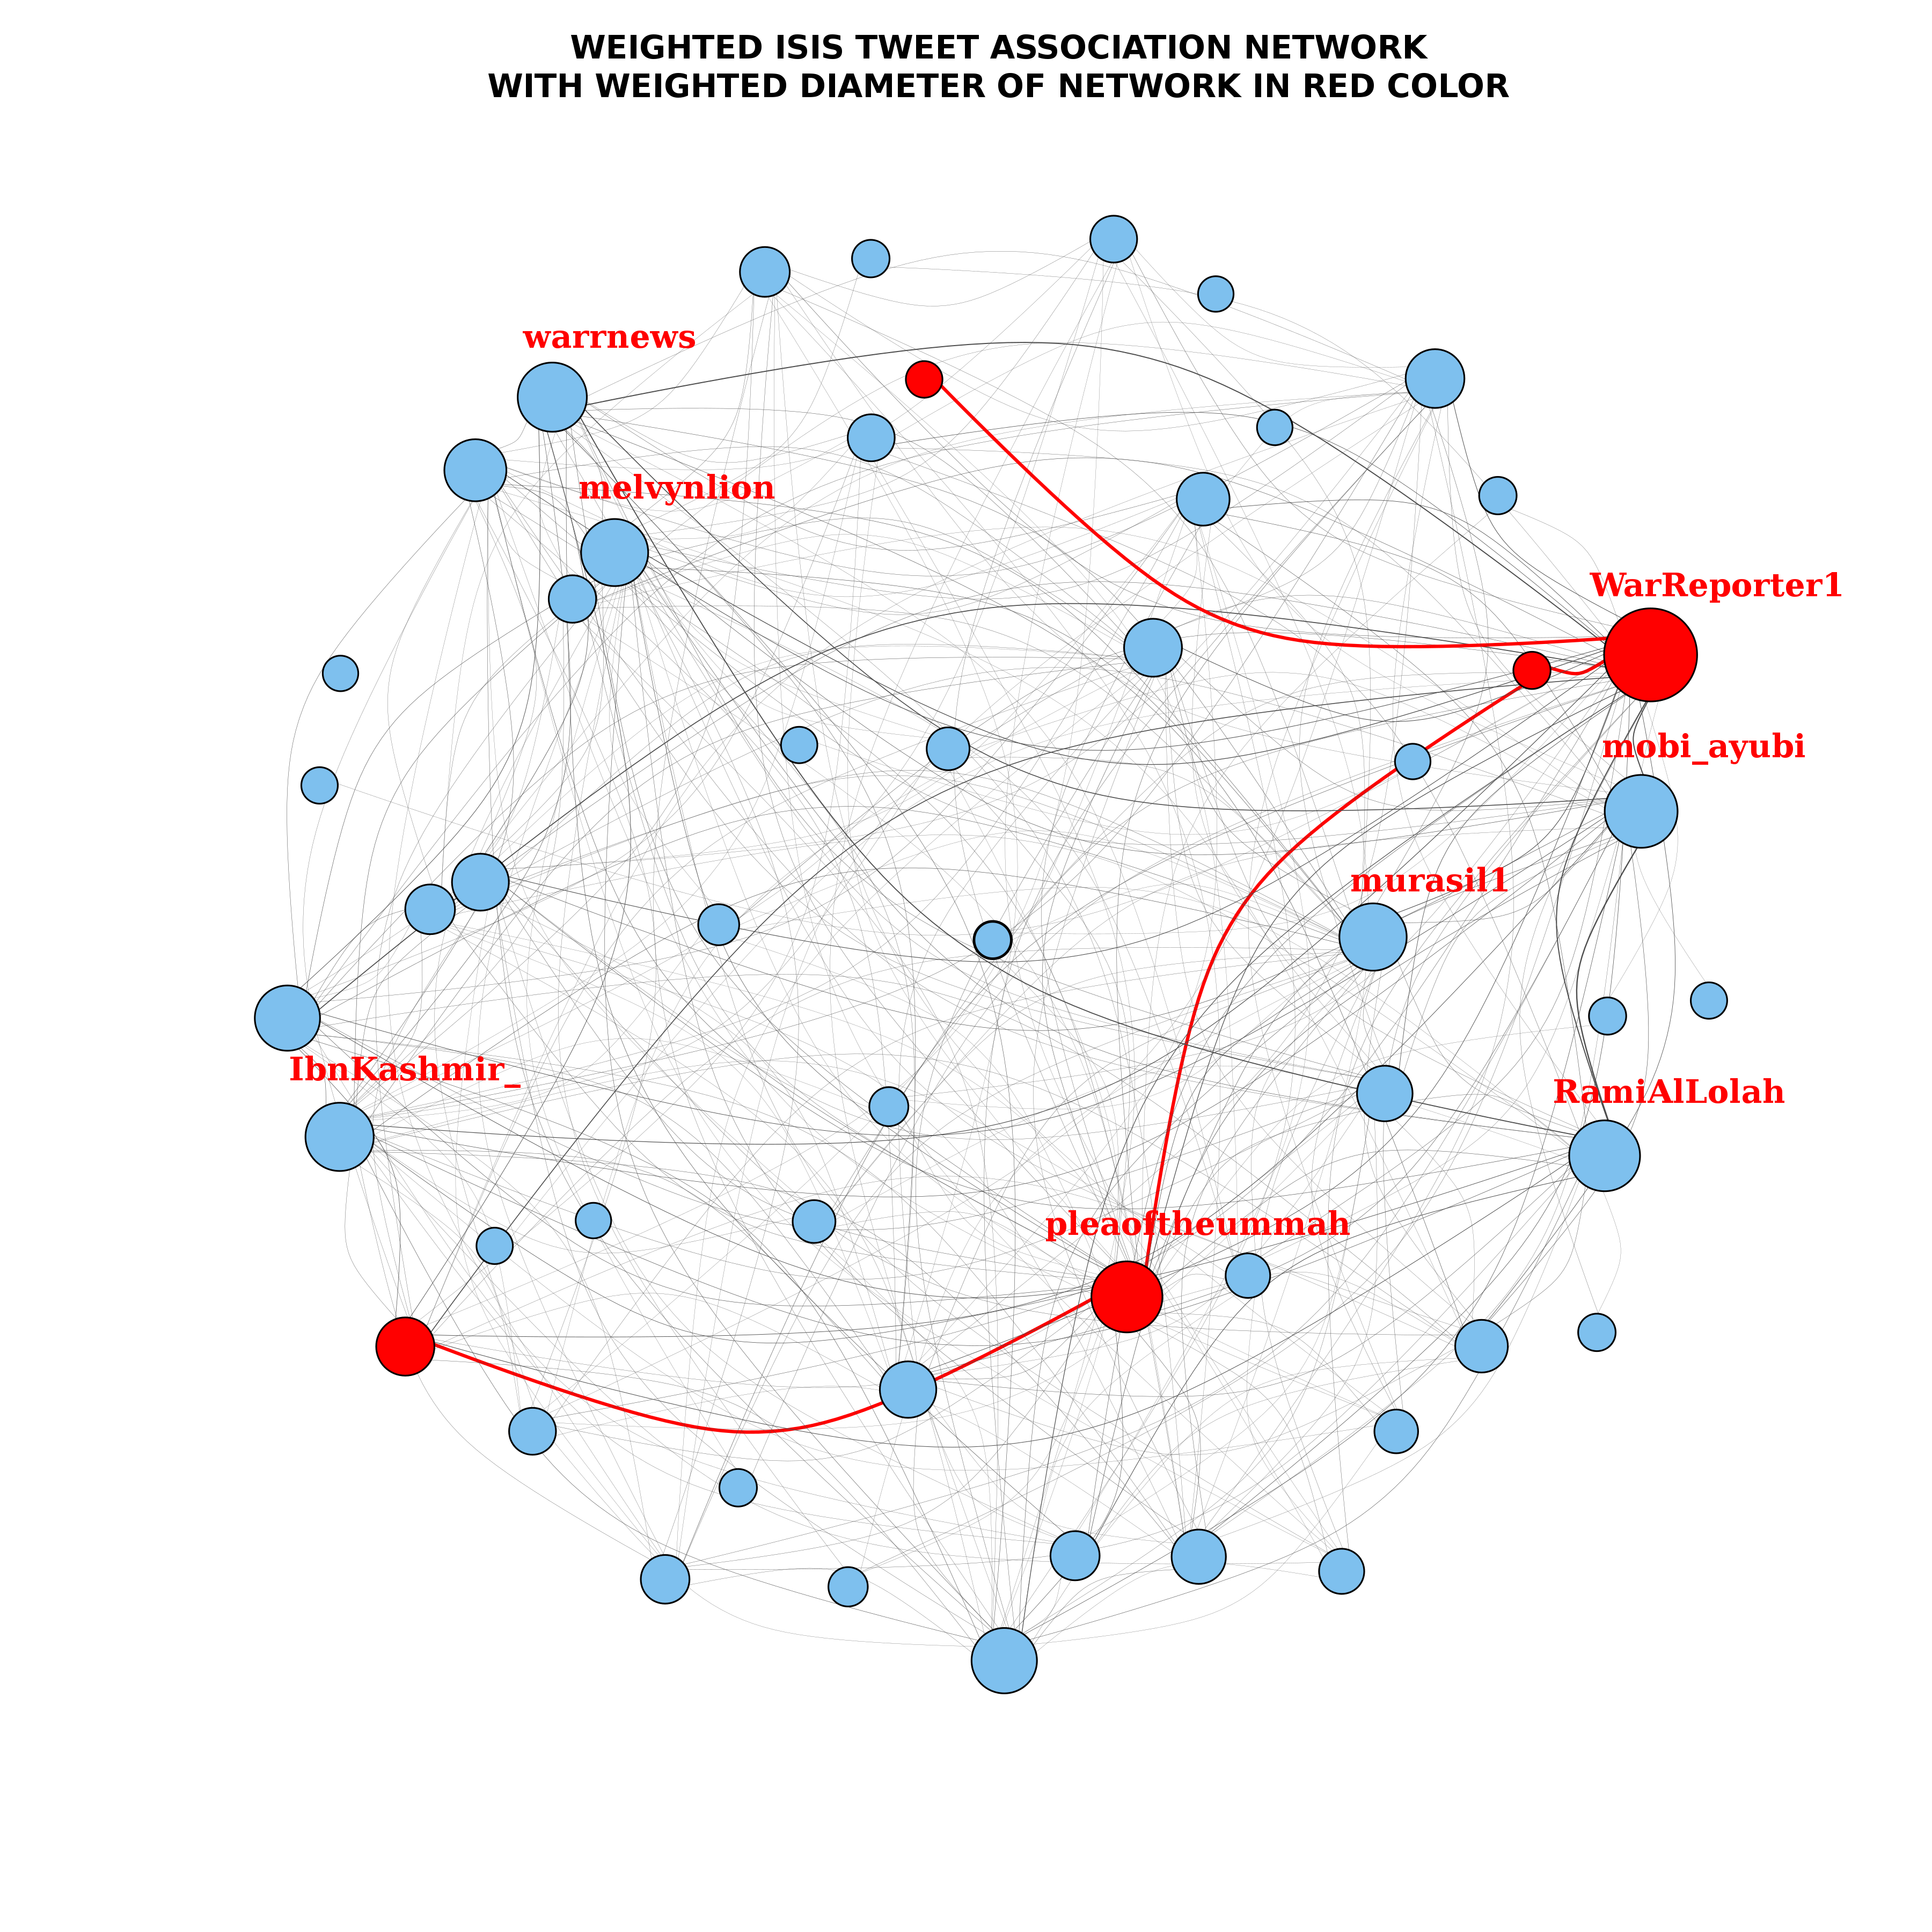 WEIGHTED ISIS TWEET ASSOCIATION NETWORK
WITH WEIGHTED DIAMETER OF NETWORK IN RED COLOR
warrnews
melvynlion
WarReporter1
mobi_ayubi
murasil1
IbnKashmir_
RamiAlLolah
pleaoftheummah